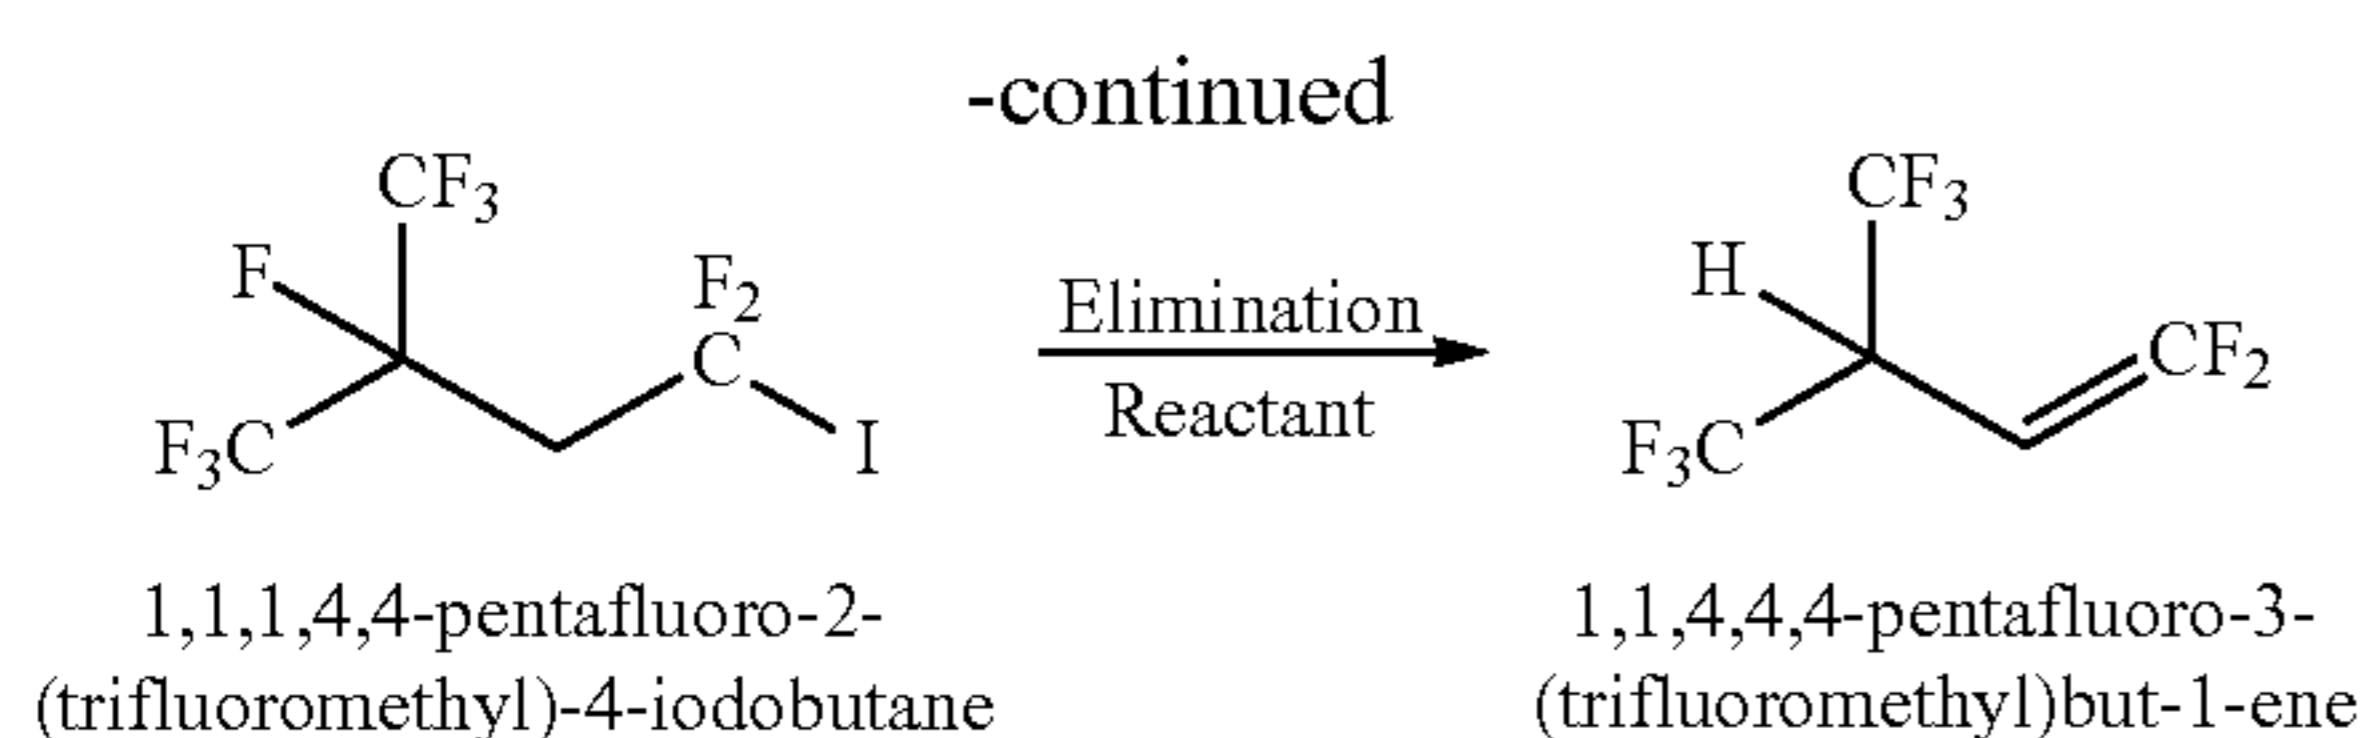 -continued
CF3
F
F2
C
F3C
I
Elimination
Reactant
CF3
H
CF2
F3C
1,1,1,4,4-pentafluoro-2-
(trifluoromethyl)-4-iodobutane
1,1,4,4,4-pentafluoro-3-
(trifluoromethyl)but-1-ene